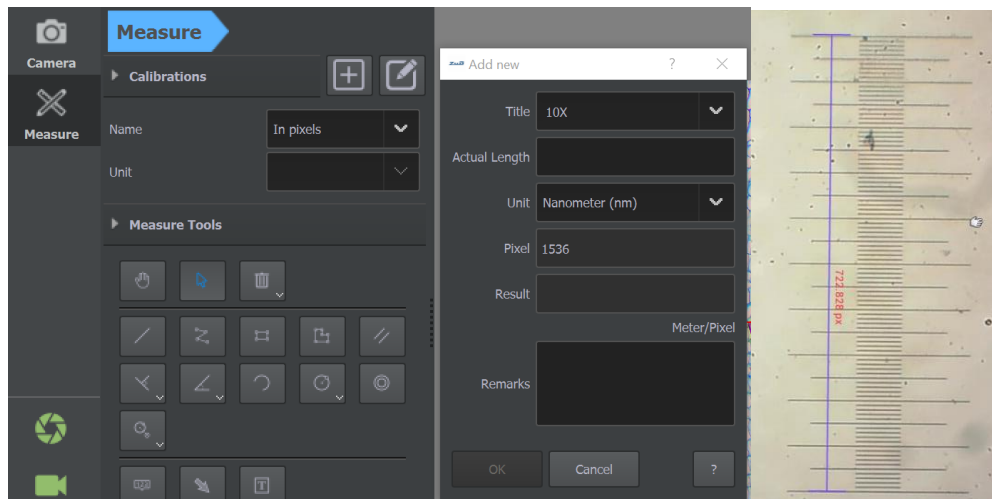 Camera
Measure
Measure
Calibrations
Name
In pixels
Unit
Measure Tools
Add new
?
Title
10X
Actual Length
Unit
Nanometer (nm)
Pixel
1536
Result
Meter/Pixel
Remarks
OK
Cancel
?
722.828 px